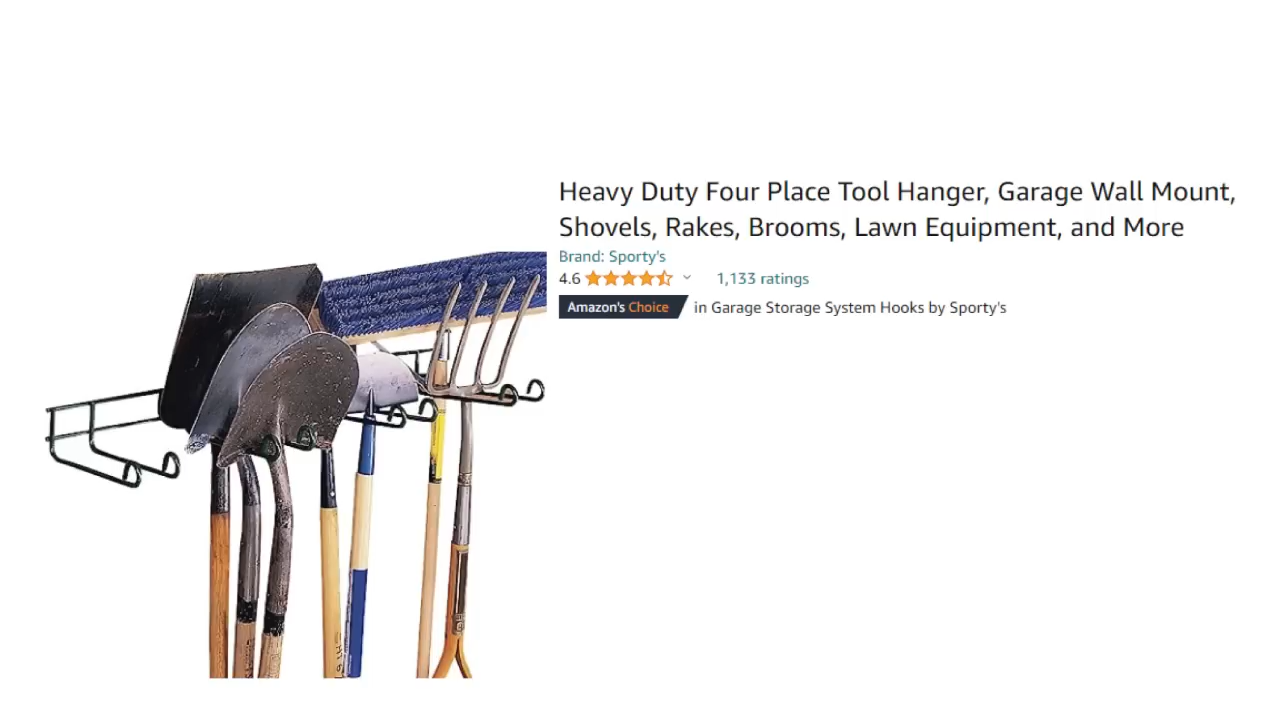 Heavy Duty Four Place Tool Hanger, Garage Wall Mount,
Shovels, Rakes, Brooms, Lawn Equipment, and More
Brand: Sporty's
4.6 1,133 ratings
Amazon's Choice in Garage Storage System Hooks by Sporty's